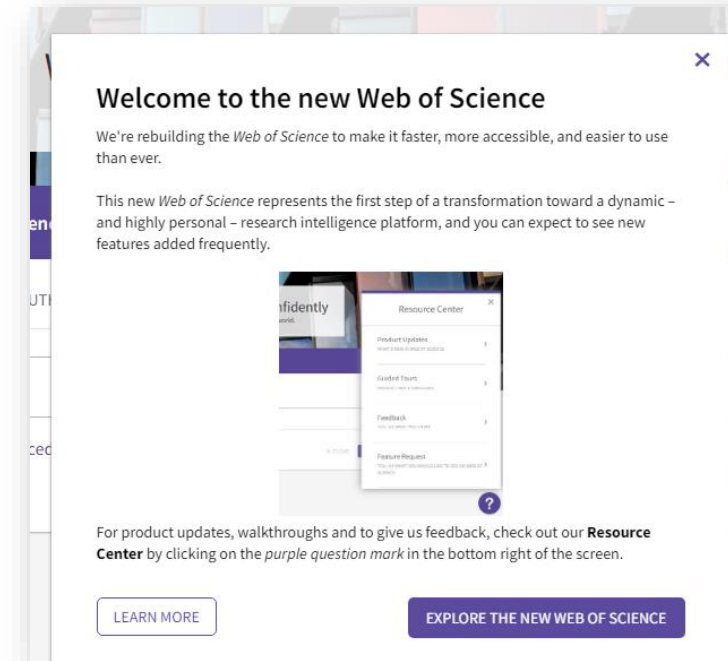 Welcome to the new Web of Science
We're rebuilding the Web of Science to make it faster, more accessible, and easier to use
than ever.
This new Web of Science represents the first step of a transformation toward a dynamic –
and highly personal – research intelligence platform, and you can expect to see new
features added frequently.
nfidently
world.
Resource Center
Product Updates
Guided Tours
Feedback
Feature Request
?
For product updates, walkthroughs and to give us feedback, check out our Resource
Center by clicking on the purple question mark in the bottom right of the screen.
LEARN MORE
EXPLORE THE NEW WEB OF SCIENCE